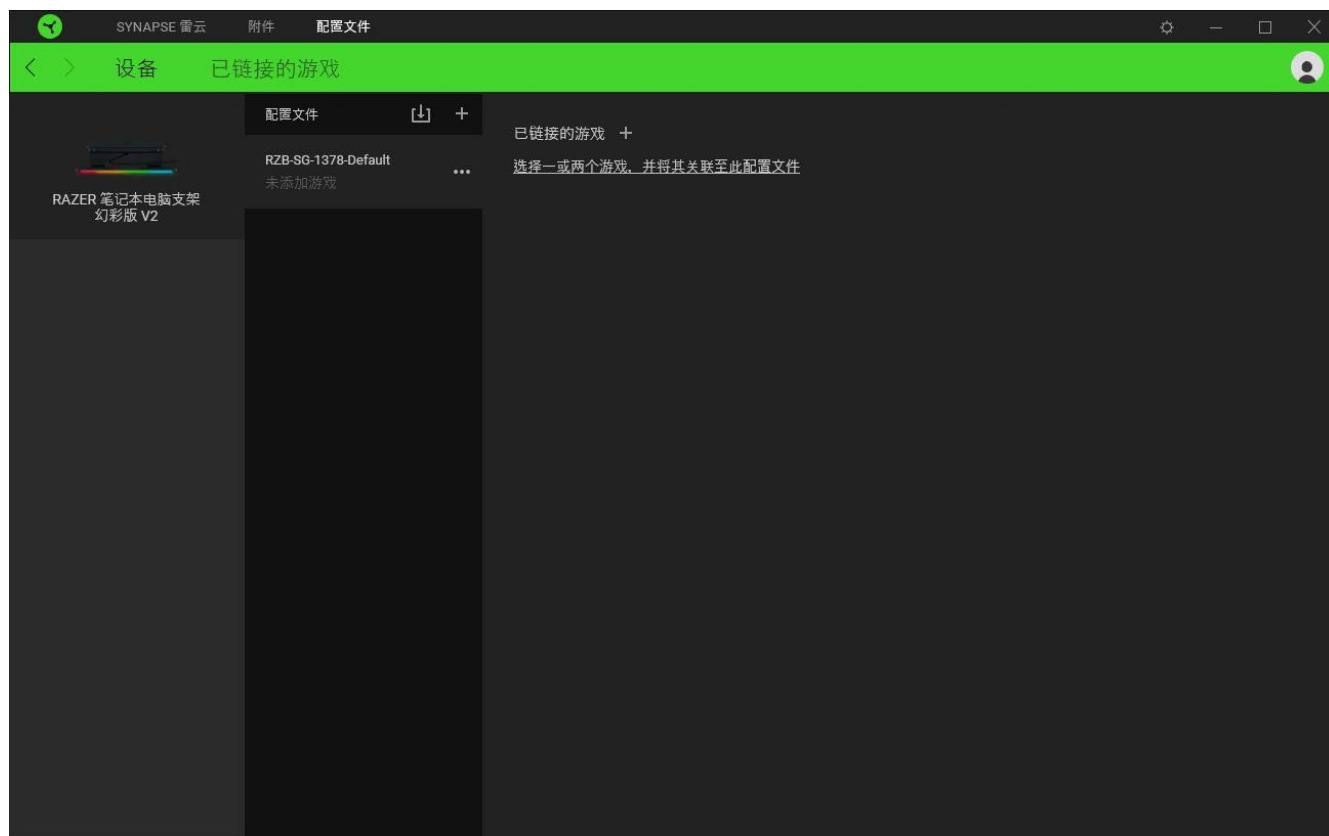 SYNAPSE 雷云 附件 配置文件
设备 已链接的游戏
RAZER 笔记本电脑支架
幻彩版 V2
配置文件
RZB-SG-1378-Default
未添加游戏
已链接的游戏
选择一或两个游戏，并将其关联至此配置文件